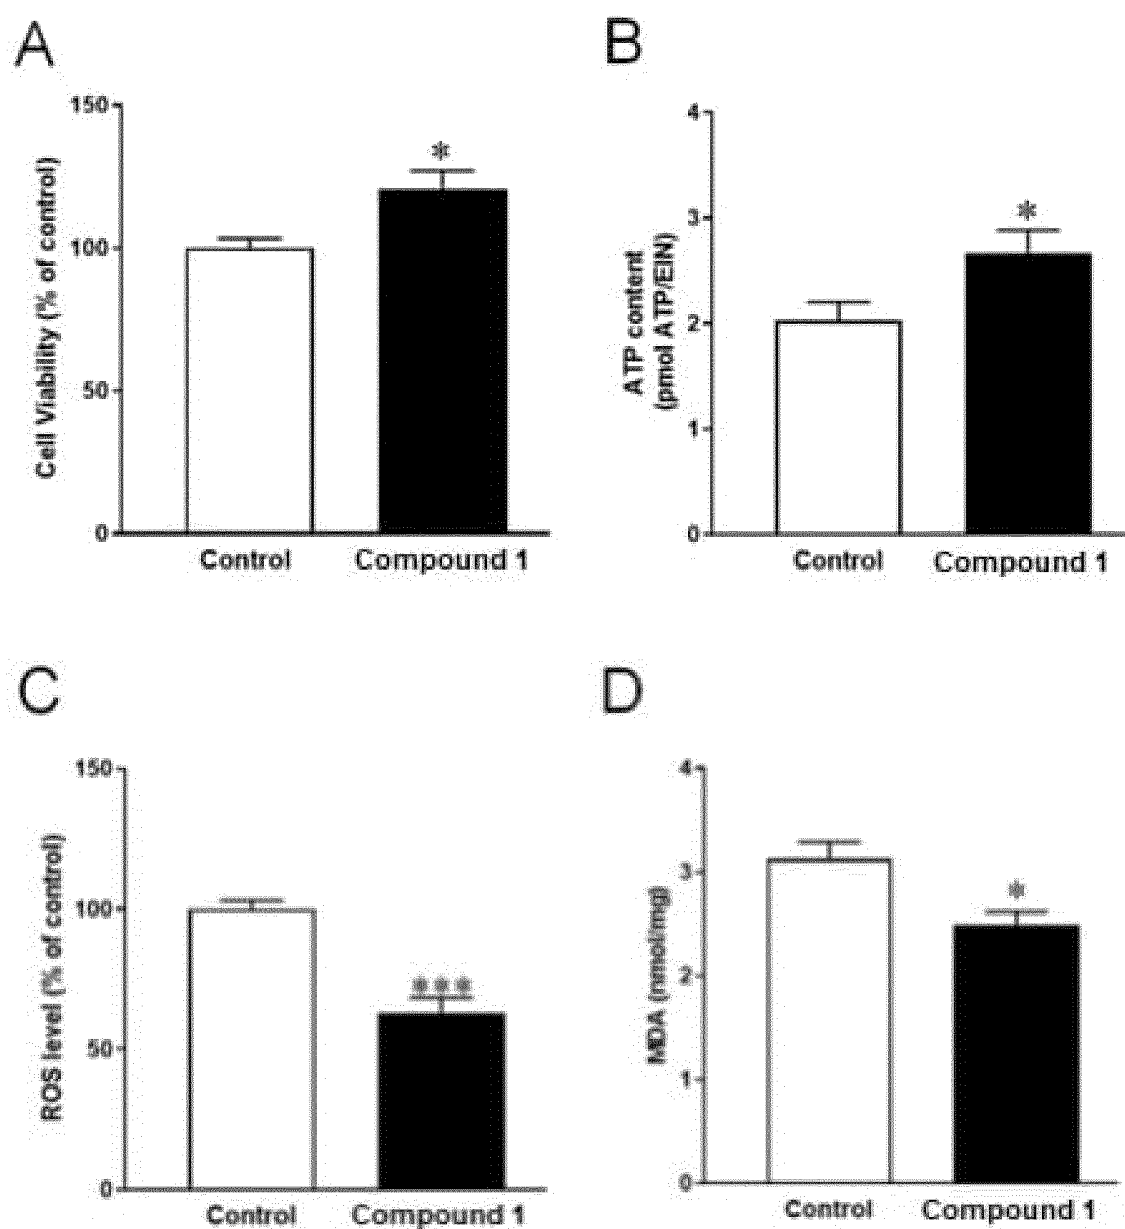 A
150
100
50
0
Cell Viability (% of control)
*
Control
Compound 1
B
4
3
2
1
0
ATP content
(pmol ATP/EIN)
*
Control
Compound 1
C
150
100
50
0
ROS level (% of control)
***
Control
Compound 1
D
4
3
2
1
0
MDA (nmol/mg)
*
Control
Compound 1